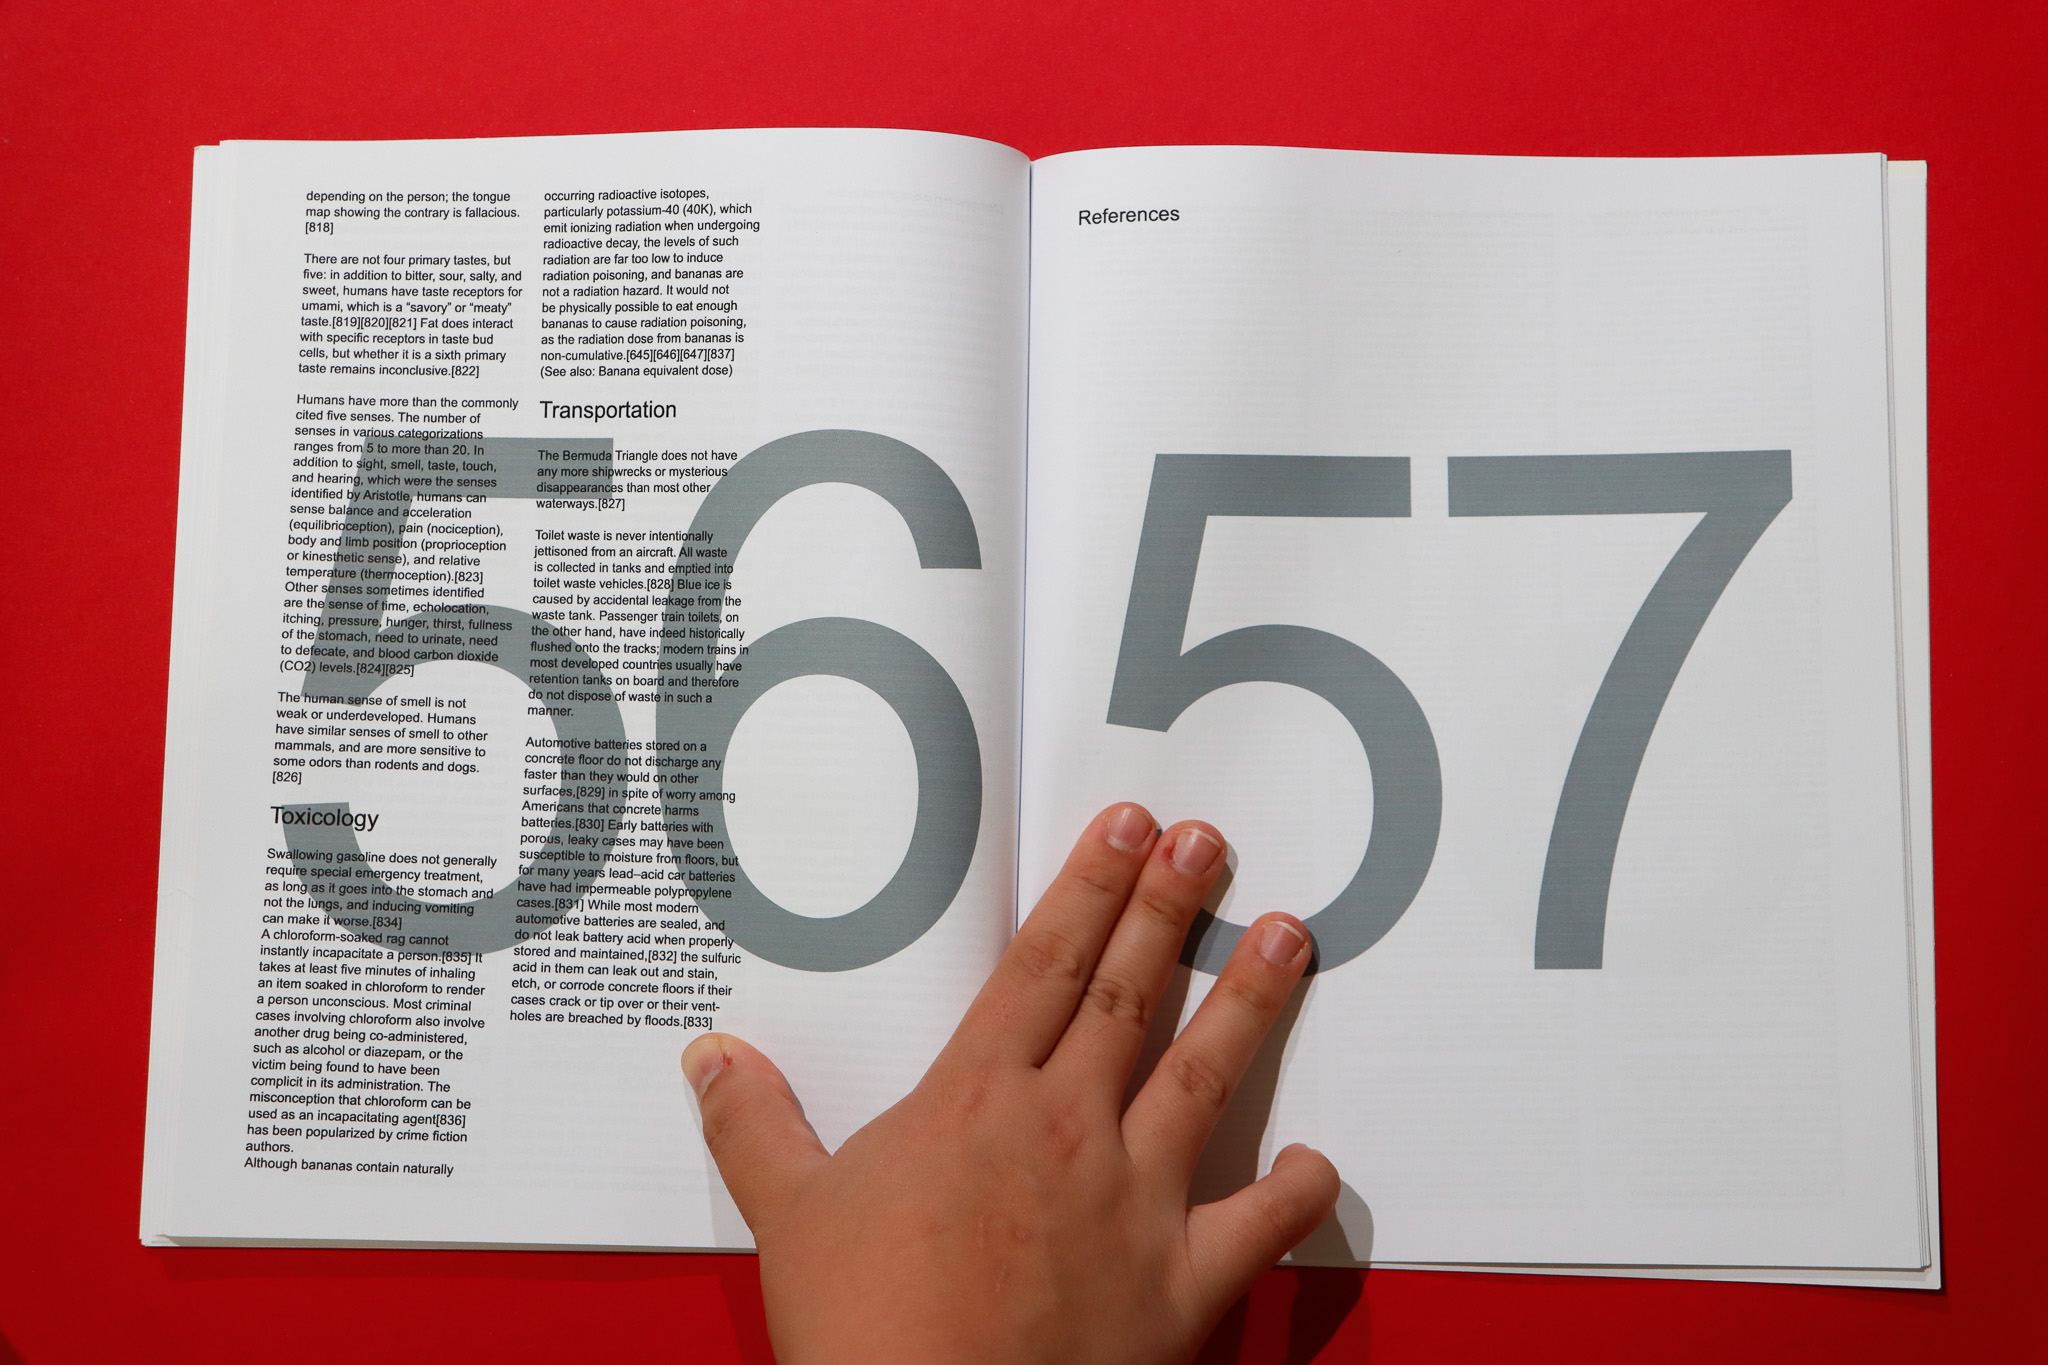 depending on the person; the tongue
map showing the contrary is fallacious.
[818]
There are not four primary tastes, but
five: in addition to bitter, sour, salty, and
sweet, humans have taste receptors for
umami, which is a “savory” or “meaty”
taste.[819][820][821] Fat does interact
with specific receptors in taste bud
cells, but whether it is a sixth primary
taste remains inconclusive.[822]
Humans have more than the commonly
cited five senses. The number of
senses in various categorizations
ranges from 5 to more than 20. In
addition to sight, smell, taste, touch,
and hearing, which were the senses
identified by Aristotle, humans can
sense balance and acceleration
(equilibrioception), pain (nociception),
body and limb position (proprioception
or kinesthetic sense), and relative
temperature (thermoception).[823]
Other senses sometimes identified
are the sense of time, echolocation,
itching, pressure, hunger, thirst, fullness
of the stomach, need to urinate, need
to defecate, and blood carbon dioxide
(CO2) levels.[824][825]
The human sense of smell is not
weak or underdeveloped. Humans
have similar senses of smell to other
mammals, and are more sensitive to
some odors than rodents and dogs.
[826]
Toxicology
Swallowing gasoline does not generally
require special emergency treatment,
as long as it goes into the stomach and
not the lungs, and inducing vomiting
can make it worse.[834]
A chloroform-soaked rag cannot
instantly incapacitate a person.[835] It
takes at least five minutes of inhaling
an item soaked in chloroform to render
a person unconscious. Most criminal
cases involving chloroform also involve
another drug being co-administered,
such as alcohol or diazepam, or the
victim being found to have been
complicit in its administration. The
misconception that chloroform can be
used as an incapacitating agent[836]
has been popularized by crime fiction
authors.
Although bananas contain naturally
occurring radioactive isotopes,
particularly potassium-40 (40K), which
emit ionizing radiation when undergoing
radioactive decay, the levels of such
radiation are far too low to induce
radiation poisoning, and bananas are
not a radiation hazard. It would not
be physically possible to eat enough
bananas to cause radiation poisoning,
as the radiation dose from bananas is
non-cumulative.[645][646][647][837]
(See also: Banana equivalent dose)
Transportation
The Bermuda Triangle does not have
any more shipwrecks or mysterious
disappearances than most other
waterways.[827]
Toilet waste is never intentionally
jettisoned from an aircraft. All waste
is collected in tanks and emptied into
toilet waste vehicles.[828] Blue ice is
caused by accidental leakage from the
waste tank. Passenger train toilets, on
the other hand, have indeed historically
flushed onto the tracks; modern trains in
most developed countries usually have
retention tanks on board and therefore
do not dispose of waste in such a
manner.
Automotive batteries stored on a
concrete floor do not discharge any
faster than they would on other
surfaces,[829] in spite of worry among
Americans that concrete harms
batteries.[830] Early batteries with
porous, leaky cases may have been
susceptible to moisture from floors, but
for many years lead–acid car batteries
have had impermeable polypropylene
cases.[831] While most modern
automotive batteries are sealed, and
do not leak battery acid when properly
stored and maintained,[832] the sulfuric
acid in them can leak out and stain,
etch, or corrode concrete floors if their
cases crack or tip over or their vent-
holes are breached by floods.[833]
56
References
57